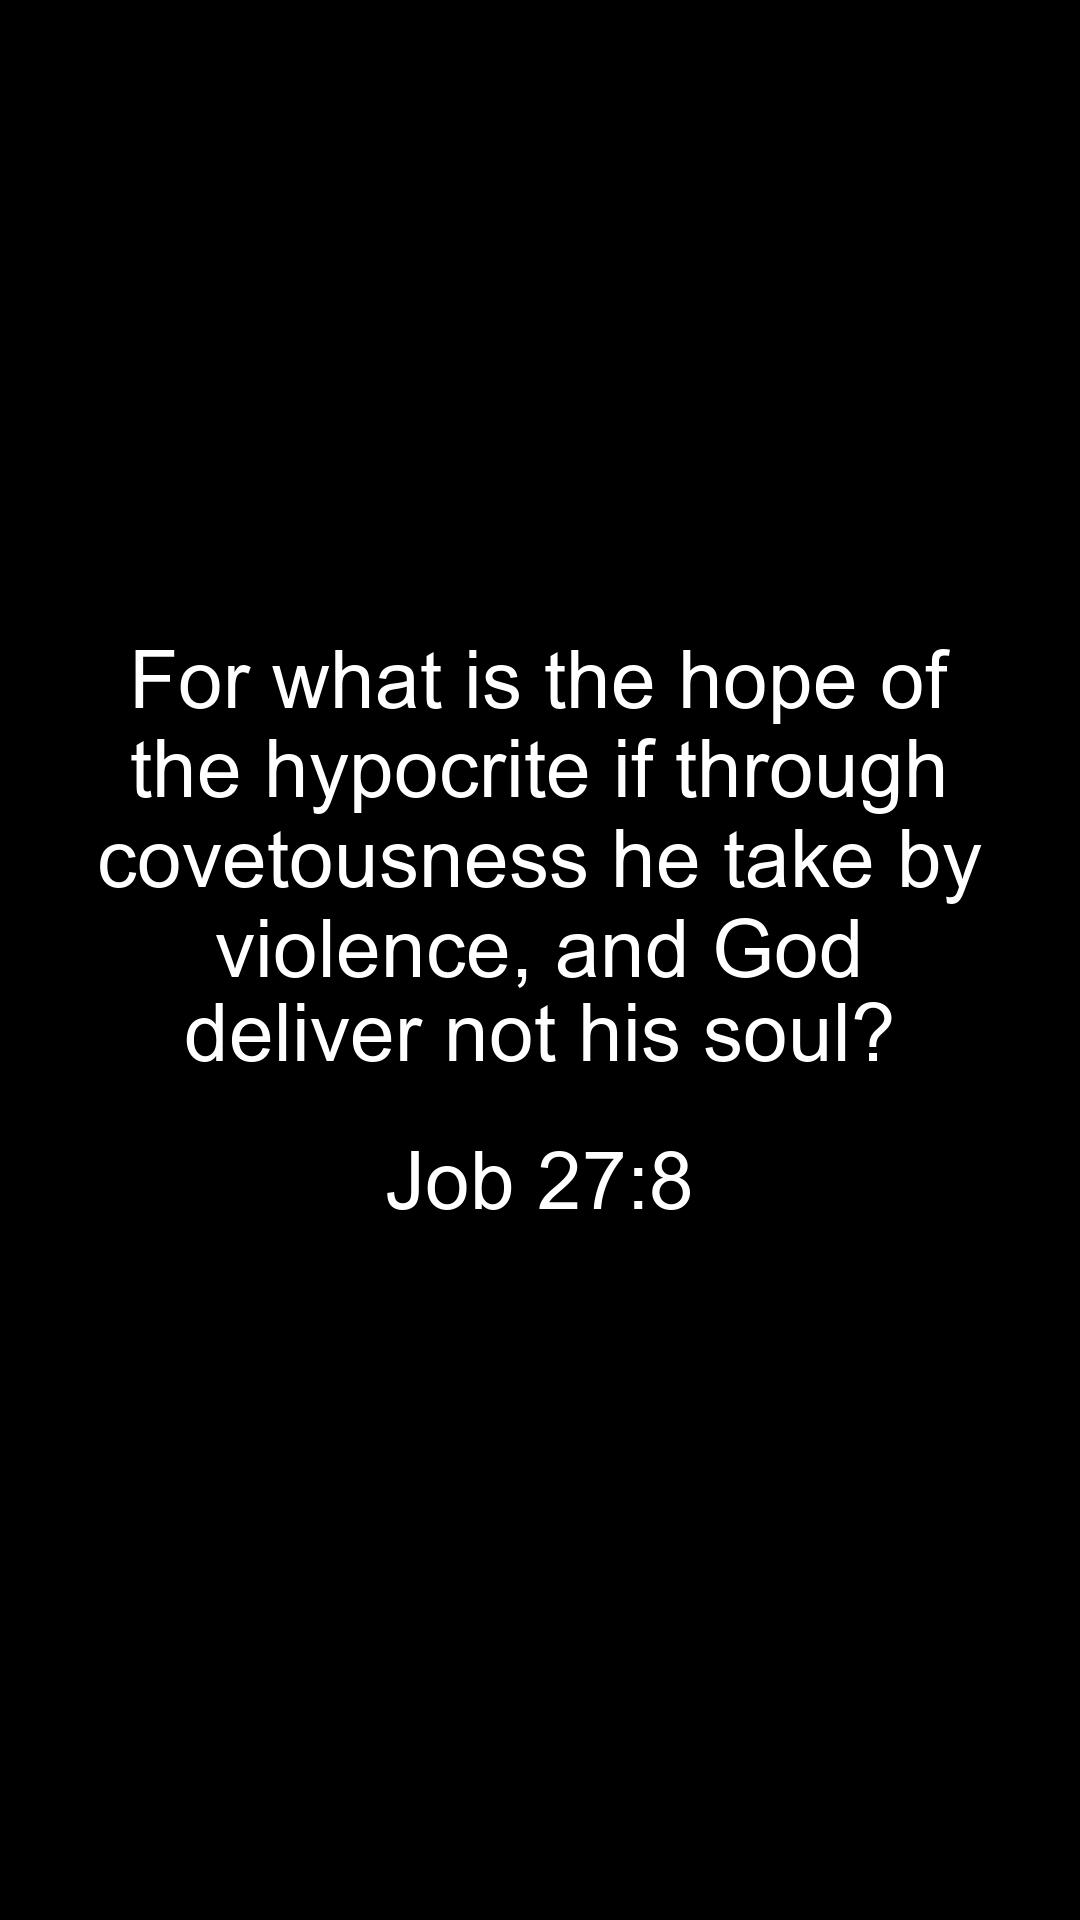 For what is the hope of
the hypocrite if through
covetousness he take by
violence, and God
deliver not his soul?
Job 27:8